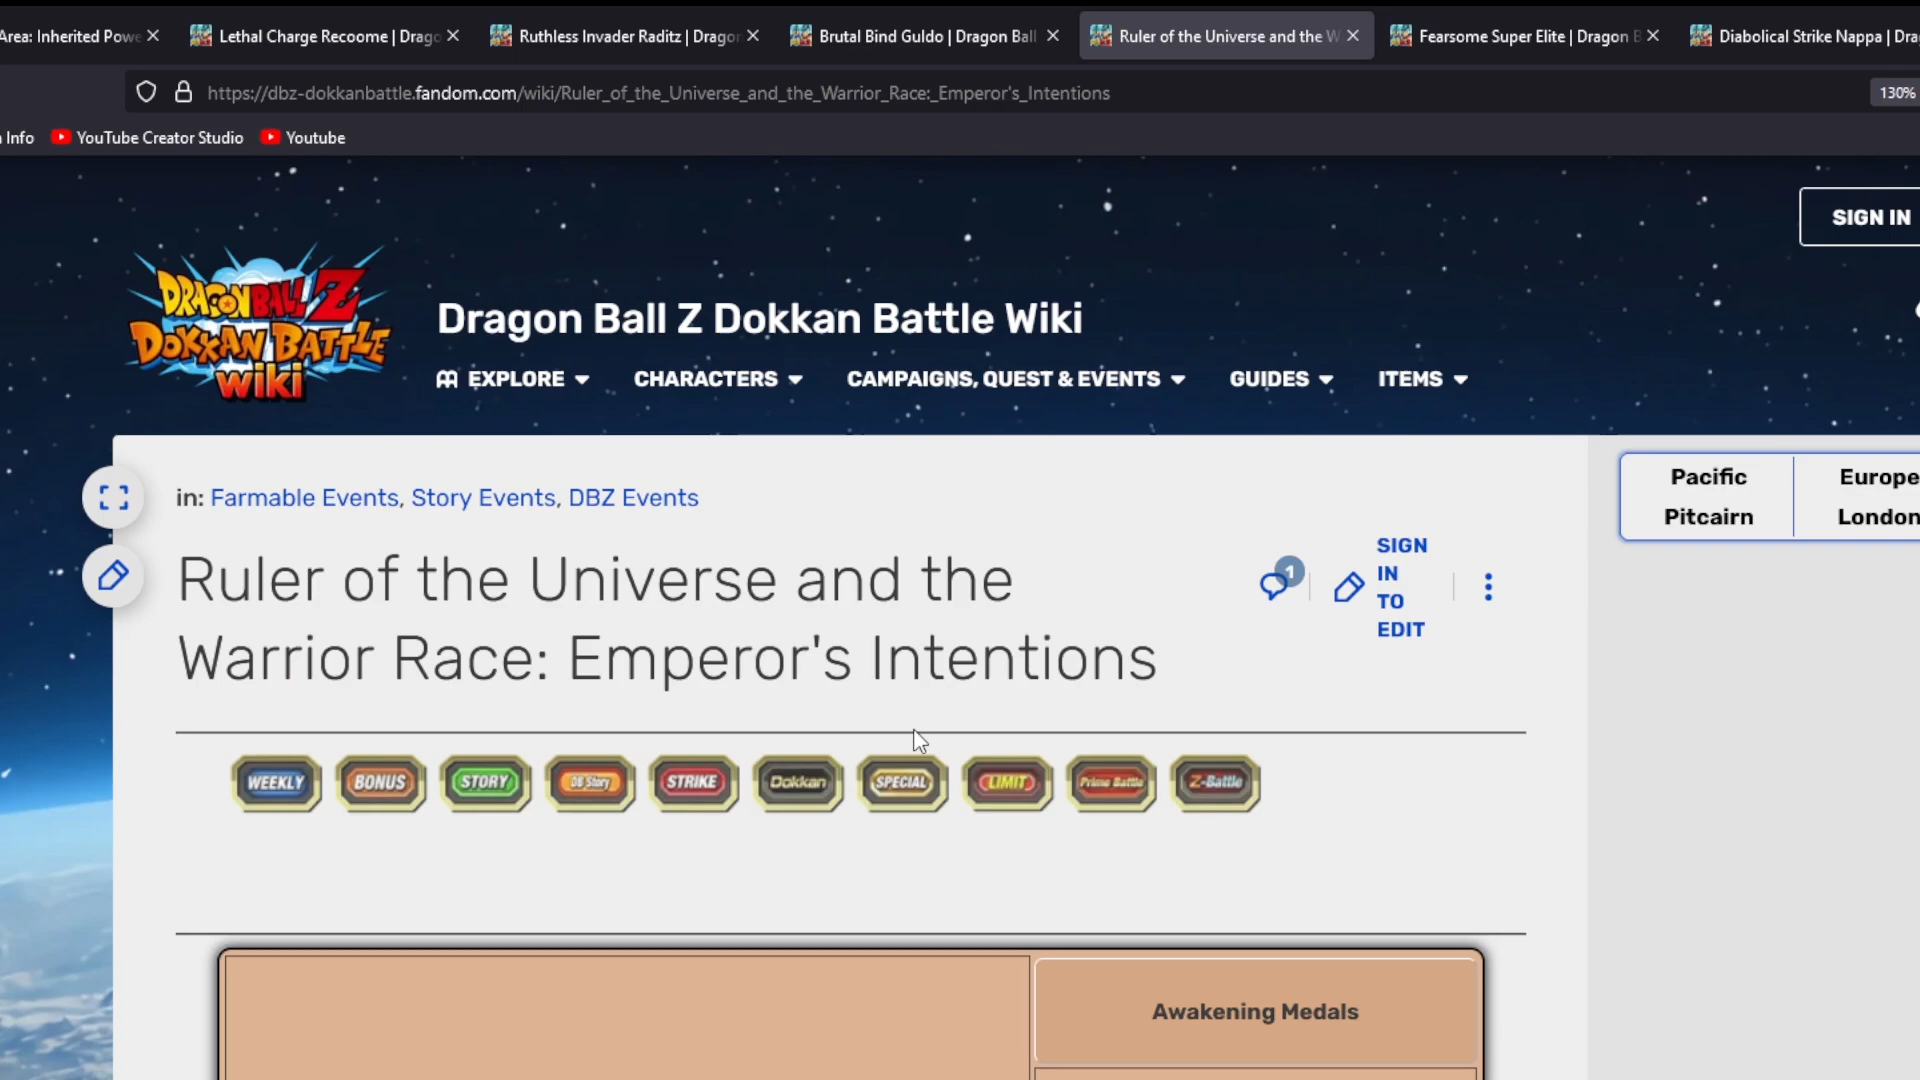 Area: Inherited Powe
Lethal Charge Recoome | Drago
Ruthless Invader Raditz | Dragon
Brutal Bind Guldo | Dragon Ball
Ruler of the Universe and the W
Fearsome Super Elite | Dragon B
Diabolical Strike Nappa | Dra
https://dbz-dokkanbattle.fandom.com/wiki/Ruler_of_the_Universe_and_the_Warrior_Race:_Emperor's_Intentions
130%
Info
YouTube Creator Studio
Youtube
SIGN IN
DRAGON BALL Z
DOKKAN BATTLE
wiki
Dragon Ball Z Dokkan Battle Wiki
EXPLORE
CHARACTERS
CAMPAIGNS, QUEST & EVENTS
GUIDES
ITEMS
Pacific
Pitcairn
Europe
London
in: Farmable Events, Story Events, DBZ Events
Ruler of the Universe and the
Warrior Race: Emperor's Intentions
1
SIGN
IN
TO
EDIT
WEEKLY
BONUS
STORY
DB Story
STRIKE
Dokkan
SPECIAL
LIMIT
Prime Battle
Z-Battle
Awakening Medals